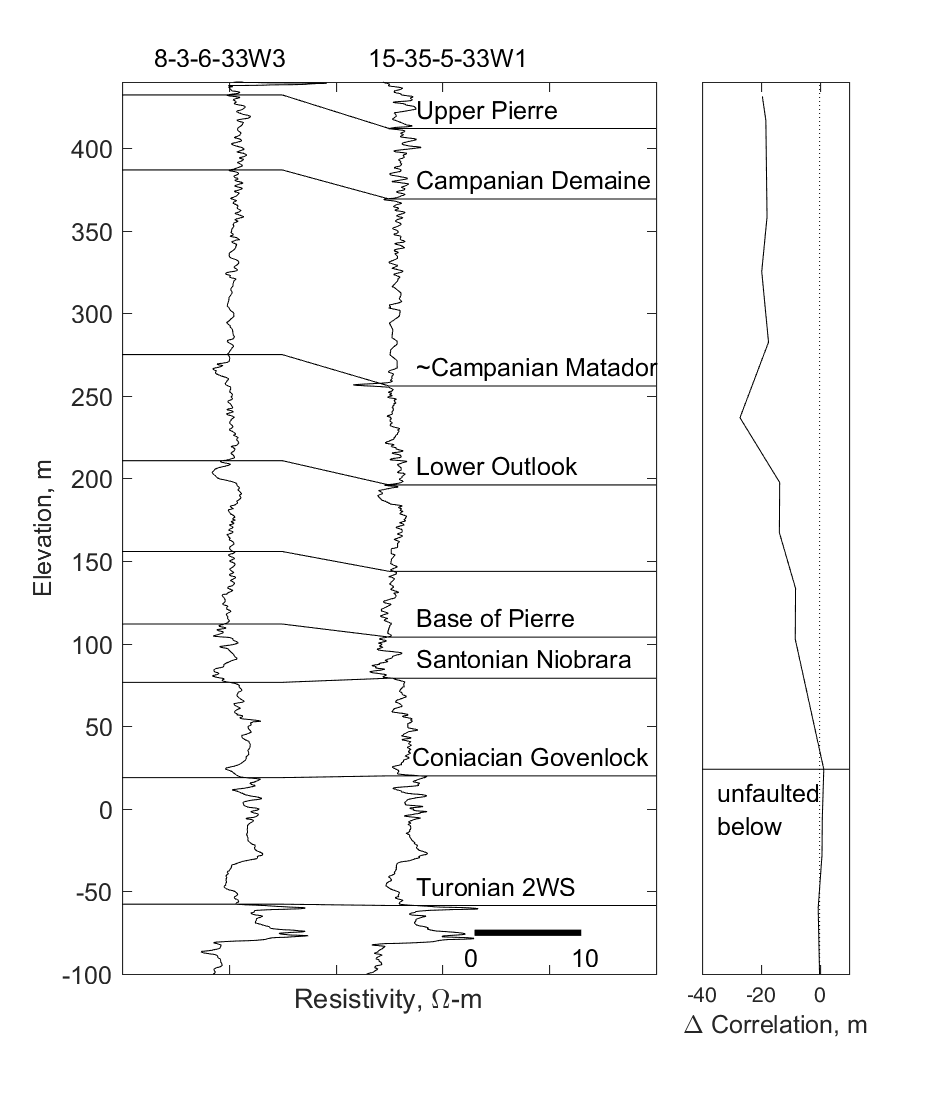 8-3-6-33W3
15-35-5-33W1
Upper Pierre
400
Campanian Demaine
350
300
~Campanian Matador
250
Lower Outlook
200
150
Base of Pierre
100
Santonian Niobrara
50
Coniacian Govenlock
0
unfaulted
below
-50
Turonian 2WS
0 10
-100
Elevation, m
Resistivity, Ω-m
-40 -20 0
Δ Correlation, m